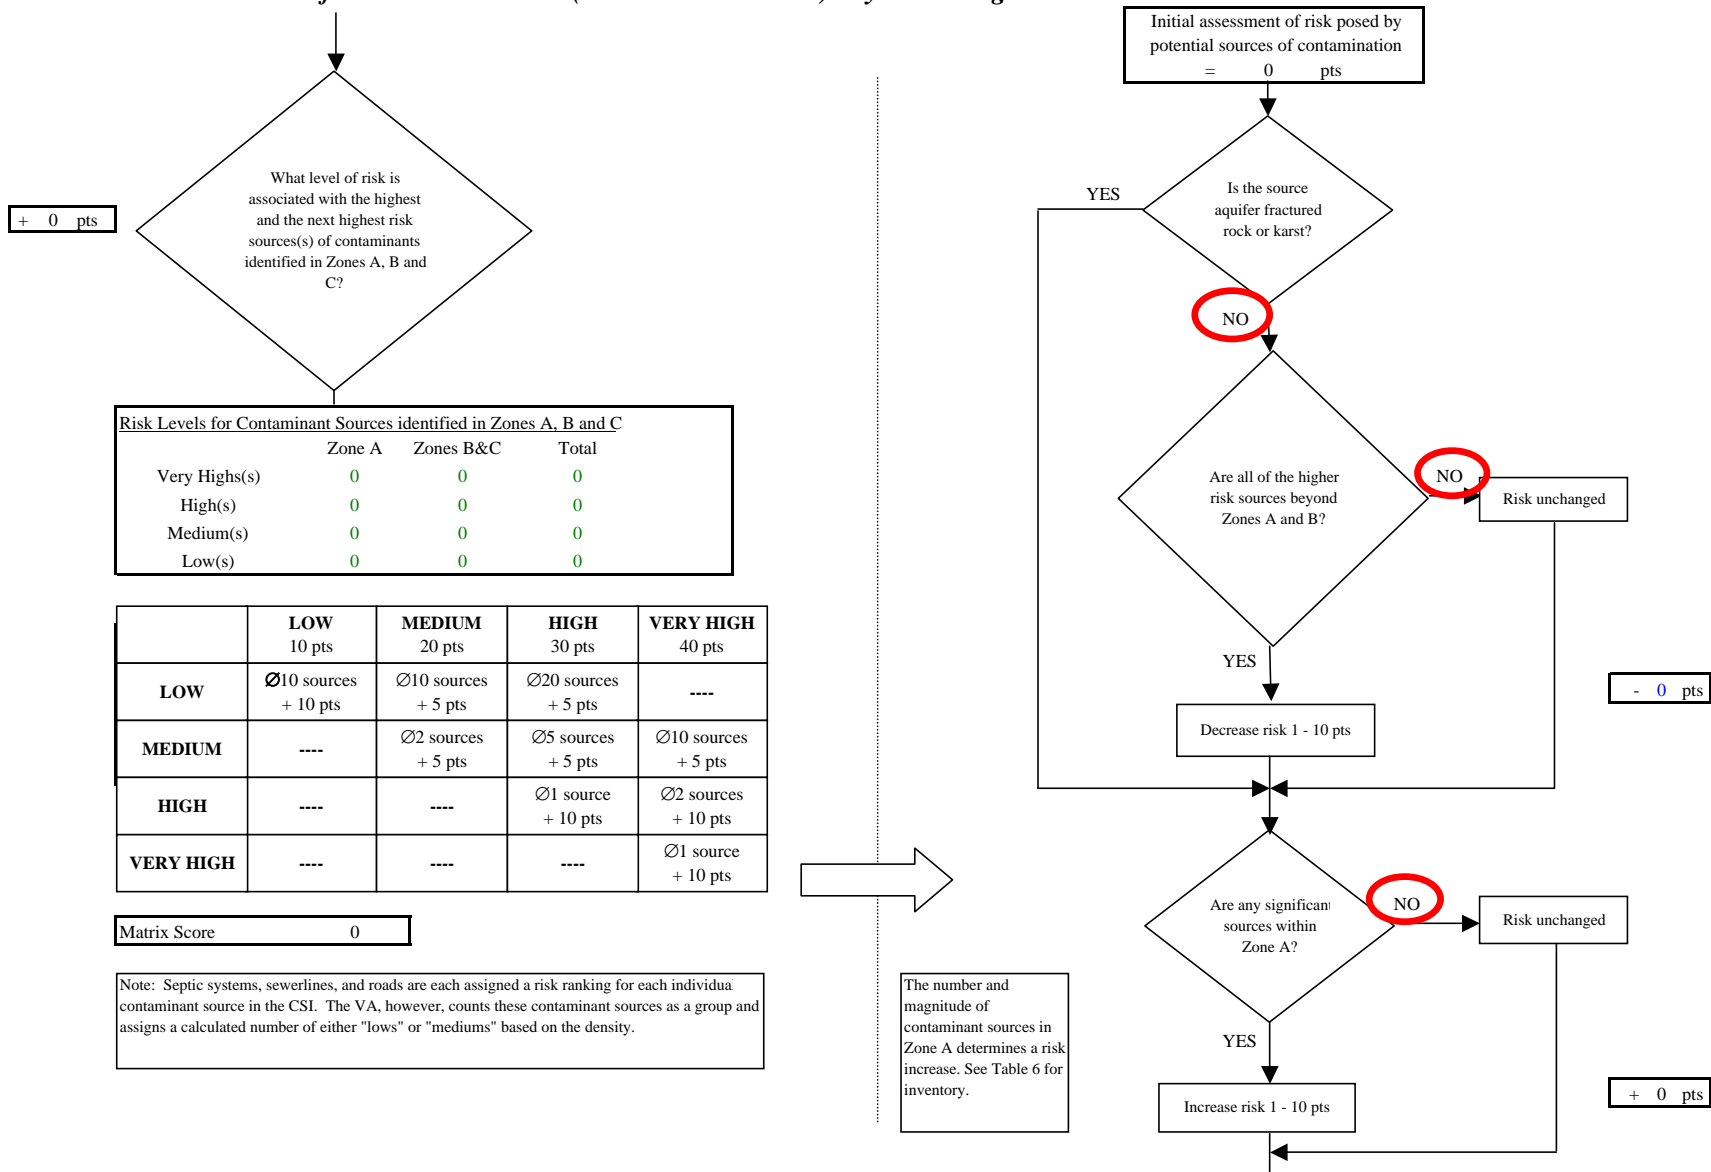 Initial assessment of risk posed by
potential sources of contamination
= 0 pts
What level of risk is
associated with the highest
and the next highest risk
sources(s) of contaminants
identified in Zones A, B and
C?
+ 0 pts
Risk Levels for Contaminant Sources identified in Zones A, B and C
Zone A Zones B&C Total
Very Highs(s) 0 0 0
High(s) 0 0 0
Medium(s) 0 0 0
Low(s) 0 0 0
LOW MEDIUM HIGH VERY HIGH
10 pts 20 pts 30 pts 40 pts
LOW ∅10 sources ∅10 sources ∅20 sources ----
+ 10 pts + 5 pts + 5 pts
MEDIUM ---- ∅2 sources ∅5 sources ∅10 sources
+ 5 pts + 5 pts + 5 pts
HIGH ---- ---- ∅1 source ∅2 sources
+ 10 pts + 10 pts
VERY HIGH ---- ---- ---- ∅1 source
+ 10 pts
Matrix Score 0
Note: Septic systems, sewerlines, and roads are each assigned a risk ranking for each individual
contaminant source in the CSI. The VA, however, counts these contaminant sources as a group and
assigns a calculated number of either "lows" or "mediums" based on the density.
YES
Is the source
aquifer fractured
rock or karst?
NO
Are all of the higher
risk sources beyond
Zones A and B?
NO
Risk unchanged
YES
Decrease risk 1 - 10 pts
- 0 pts
Are any significant
sources within
Zone A?
NO
Risk unchanged
The number and
magnitude of
contaminant sources in
Zone A determines a risk
increase. See Table 6 for
inventory.
YES
Increase risk 1 - 10 pts
+ 0 pts